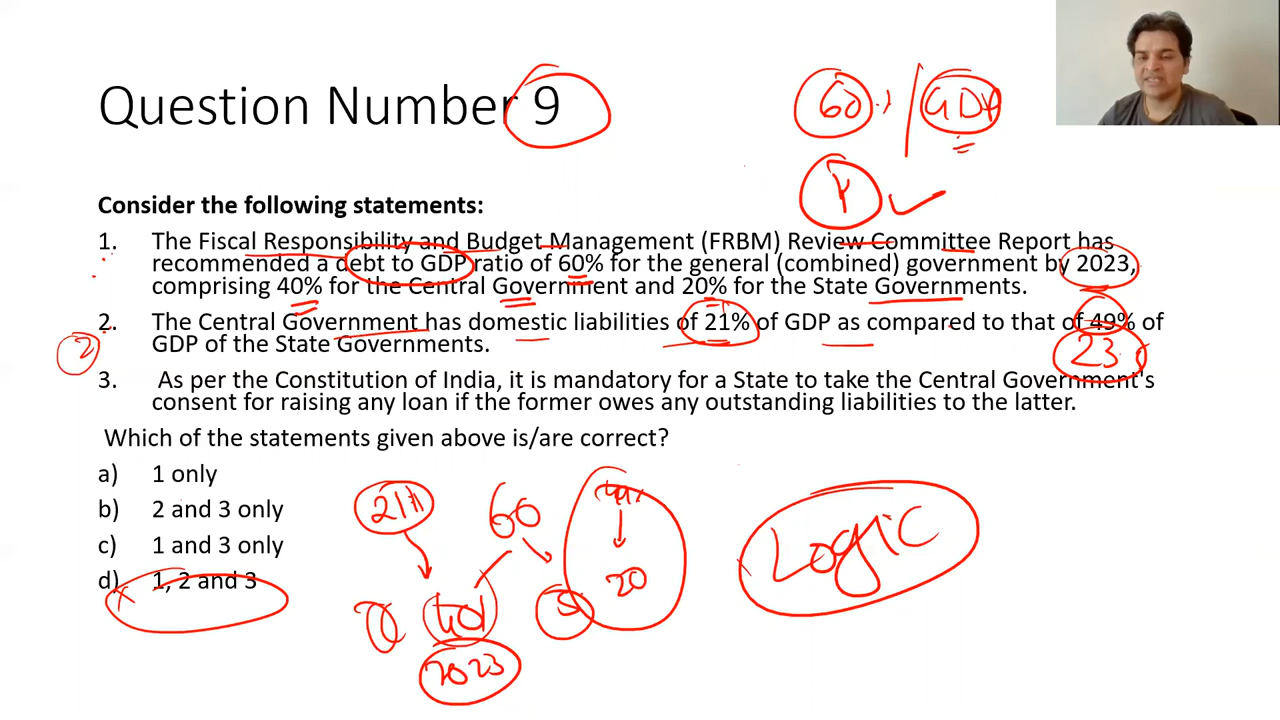 Question Number 9
60 % / GDP
Consider the following statements:
1. The Fiscal Responsibility and Budget Management (FRBM) Review Committee Report has
recommended a debt to GDP ratio of 60% for the general (combined) government by 2023,
comprising 40% for the Central Government and 20% for the State Governments.
2. The Central Government has domestic liabilities of 21% of GDP as compared to that of 49% of
GDP of the State Governments.
23
2
3. As per the Constitution of India, it is mandatory for a State to take the Central Government's
consent for raising any loan if the former owes any outstanding liabilities to the latter.
Which of the statements given above is/are correct?
a) 1 only
b) 2 and 3 only
c) 1 and 3 only
d) 1, 2 and 3
60
20
Logic
2023